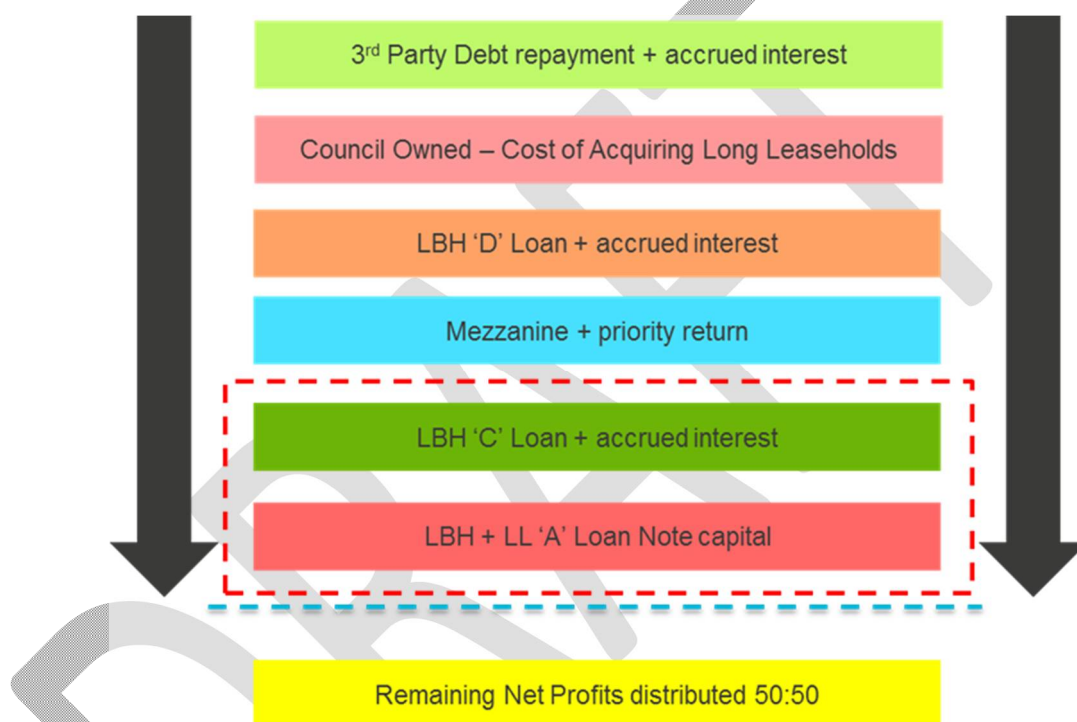 3rd Party Debt repayment + accrued interest
Council Owned – Cost of Acquiring Long Leaseholds
LBH ‘D’ Loan + accrued interest
Mezzanine + priority return
LBH ‘C’ Loan + accrued interest
LBH + LL ‘A’ Loan Note capital
Remaining Net Profits distributed 50:50
DRAFT